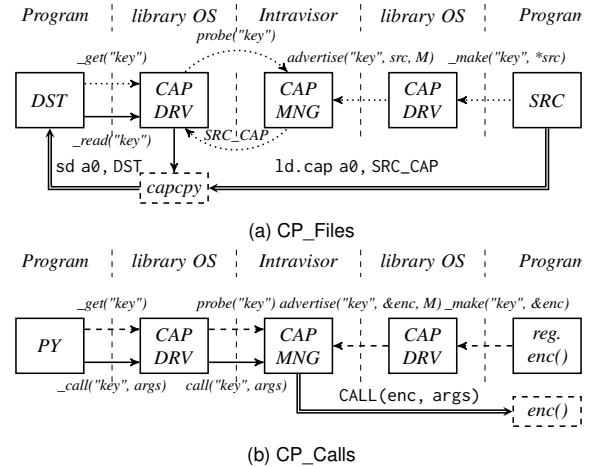 Program library OS Intravisor library OS Program
probe("key")
_get("key") advertise("key", src, M) _make("key", *src)
DST CAP DRV CAP MNG CAP DRV SRC
_read("key") SRC_CAP
sd a0, DST ld.cap a0, SRC_CAP
capcpy
(a) CP_Files
Program library OS Intravisor library OS Program
_get("key") probe("key") advertise("key", &enc, M) _make("key", &enc)
PY CAP DRV CAP MNG CAP DRV reg. enc()
_call("key", args) call("key", args)
CALL(enc, args)
enc()
(b) CP_Calls